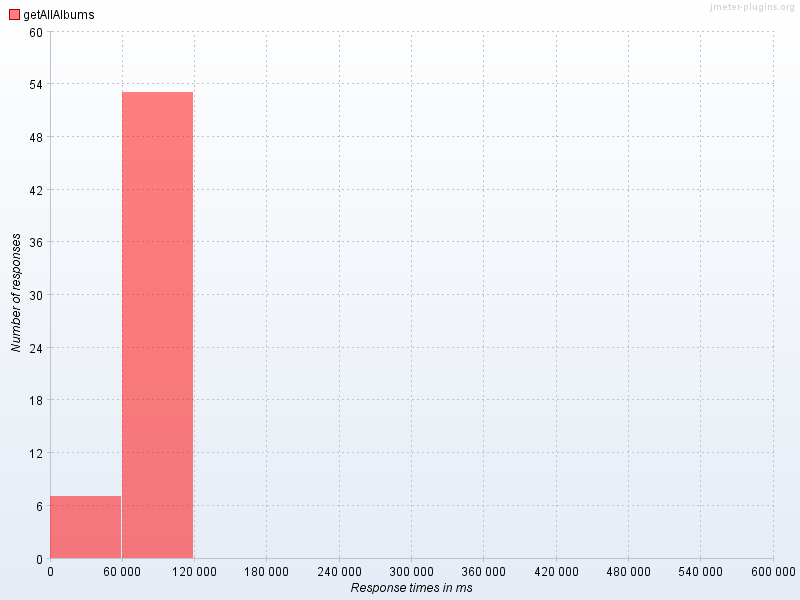 jmeter-plugins.org
getAllAlbums
60
54
48
42
36
30
24
18
12
6
0
Number of responses
0 60 000 120 000 180 000 240 000 300 000 360 000 420 000 480 000 540 000 600 000
Response times in ms